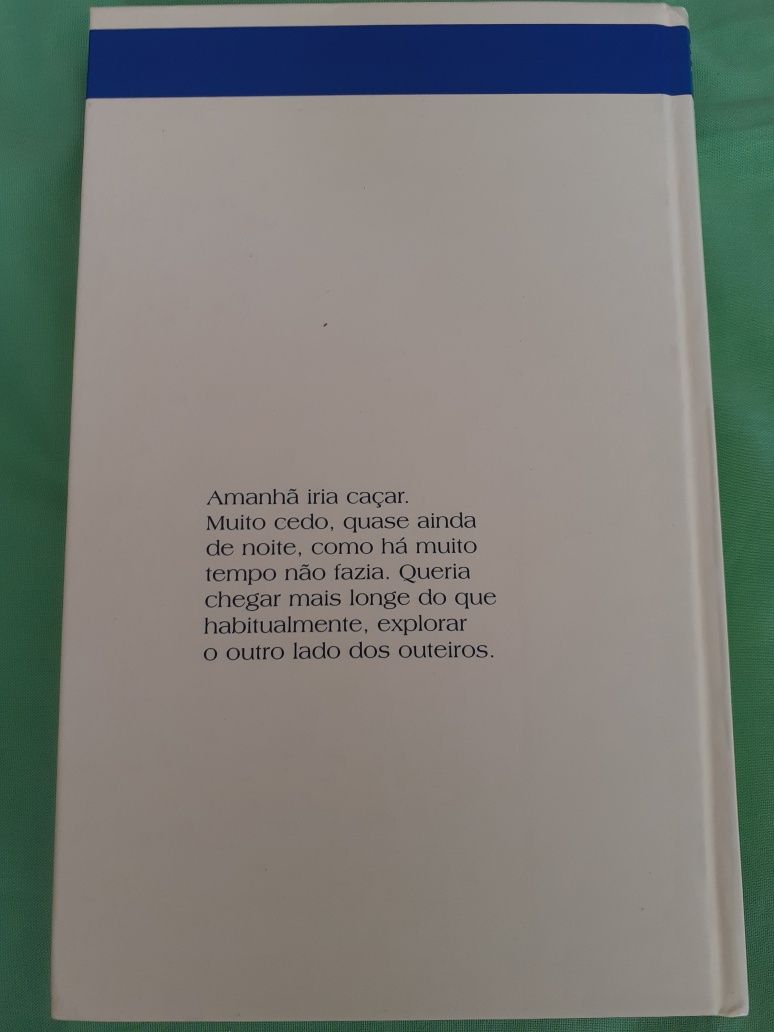 Amanhã iria caçar.
Muito cedo, quase ainda
de noite, como há muito
tempo não fazia. Queria
chegar mais longe do que
habitualmente, explorar
o outro lado dos outeiros.